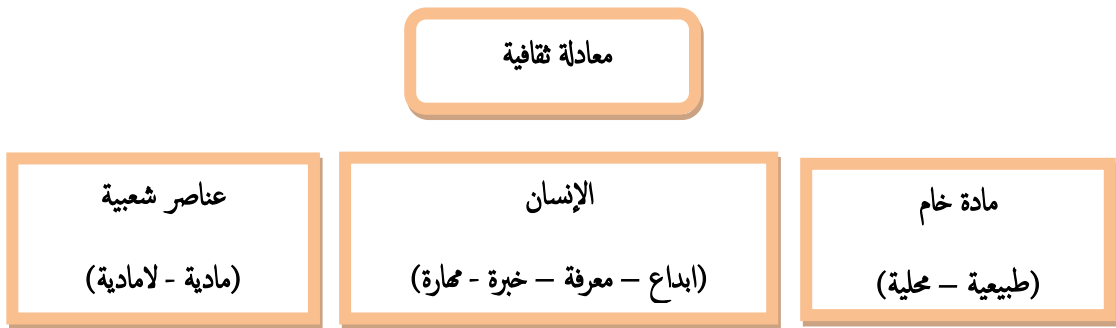 معادلة ثقافية
مادة خام
(طبيعية – محلية)
الإنسان
(ابداع – معرفة – خبرة - مهارة)
عناصر شعبية
(مادية - لامادية)